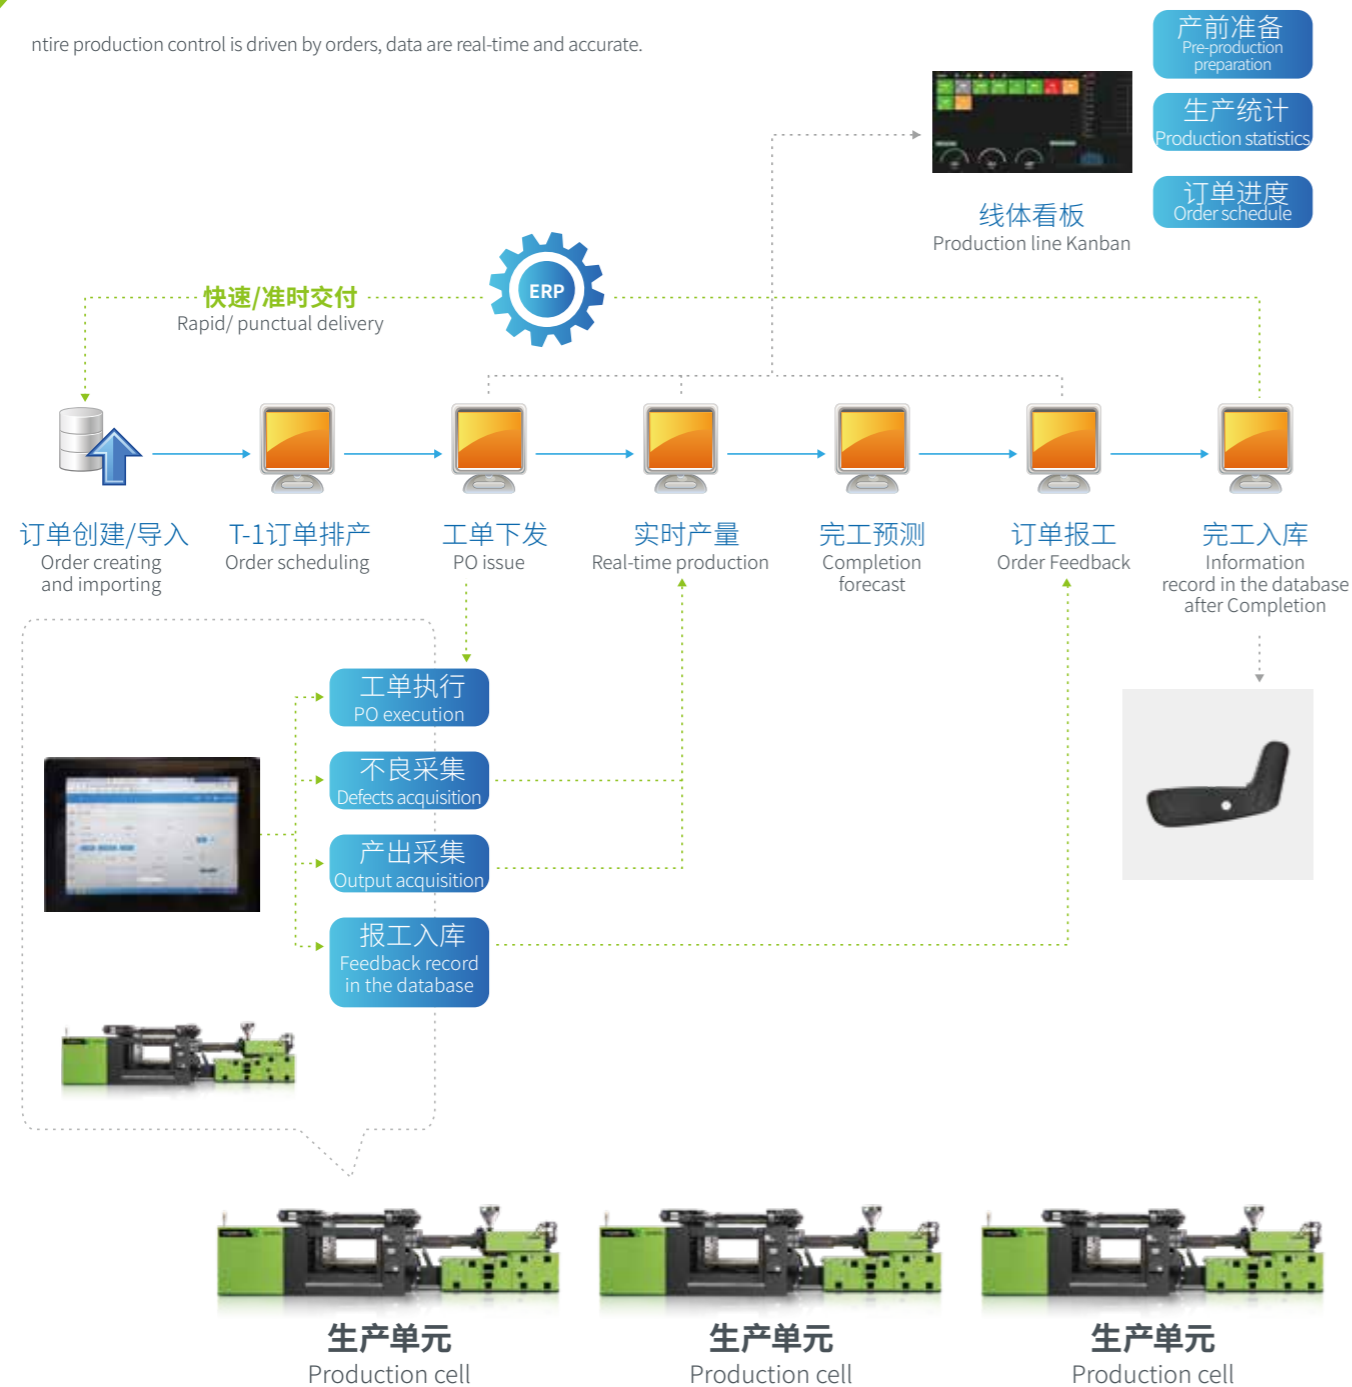 ntire production control is driven by orders, data are real-time and accurate.
产前准备
Pre-production
preparation
生产统计
Production statistics
订单进度
Order schedule
线体看板
Production line Kanban
ERP
快速/准时交付
Rapid/ punctual delivery
订单创建/导入
Order creating
and importing
T-1订单排产
Order scheduling
工单下发
PO issue
实时产量
Real-time production
完工预测
Completion
forecast
订单报工
Order Feedback
完工入库
Information
record in the database
after Completion
工单执行
PO execution
不良采集
Defects acquisition
产出采集
Output acquisition
报工入库
Feedback record
in the database
生产单元
Production cell
生产单元
Production cell
生产单元
Production cell